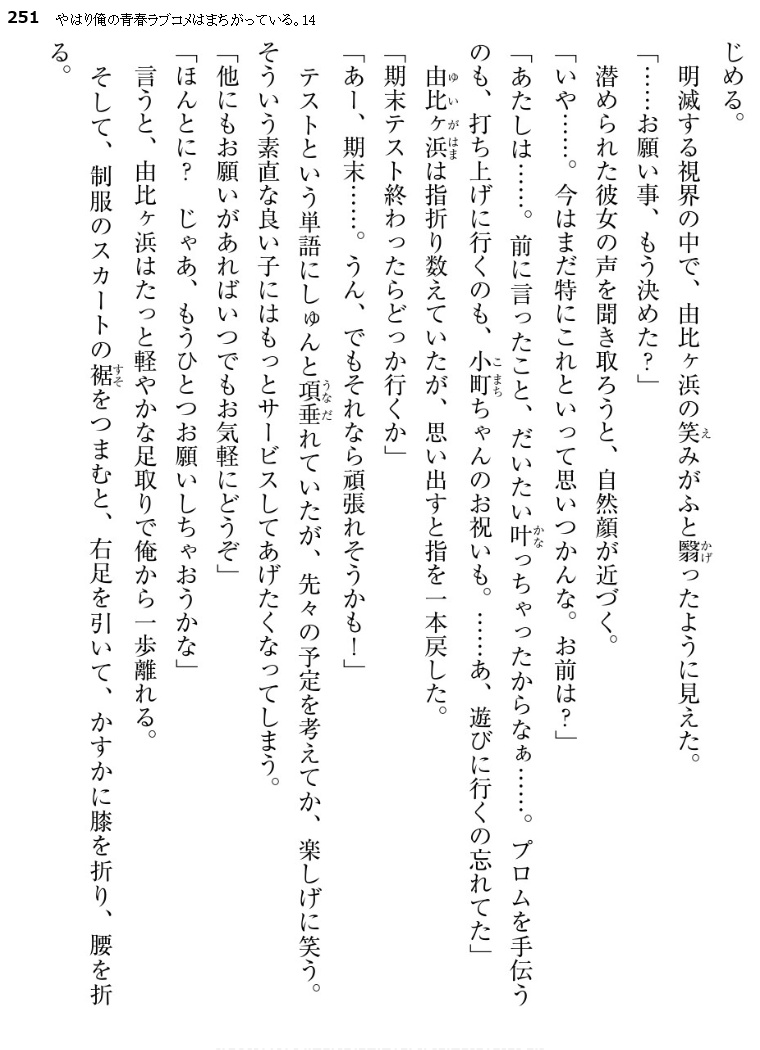 251 やはり俺の青春ラブコメはまちがっている。14
じめる。
明滅する視界の中で、由比ヶ浜の笑みがふと翳ったように見えた。
「……お願い事、もう決めた?」
潜められた彼女の声を聞き取ろうと、自然顔が近づく。
「いや……。今はまだ特にこれといって思いつかんな。お前は?」
「あたしは……。前に言ったこと、だいたい叶っちゃったからなぁ……。プロムを手伝う
のも、打ち上げに行くのも、小町ちゃんのお祝いも。……あ、遊びに行くの忘れてた」
由比ヶ浜は指折り数えていたが、思い出すと指を一本戻した。
「期末テスト終わったらどっか行くか」
「あー、期末……。うん、でもそれなら頑張れそうかも!」
テストという単語にしゅんと項垂れていたが、先々の予定を考えてか、楽しげに笑う。
そういう素直な良い子にはもっとサービスしてあげたくなってしまう。
「他にもお願いがあればいつでもお気軽にどうぞ」
「ほんとに? じゃあ、もうひとつお願いしちゃおうかな」
言うと、由比ヶ浜はたっと軽やかな足取りで俺から一歩離れる。
そして、制服のスカートの裾をつまむと、右足を引いて、かすかに膝を折り、腰を折
る。